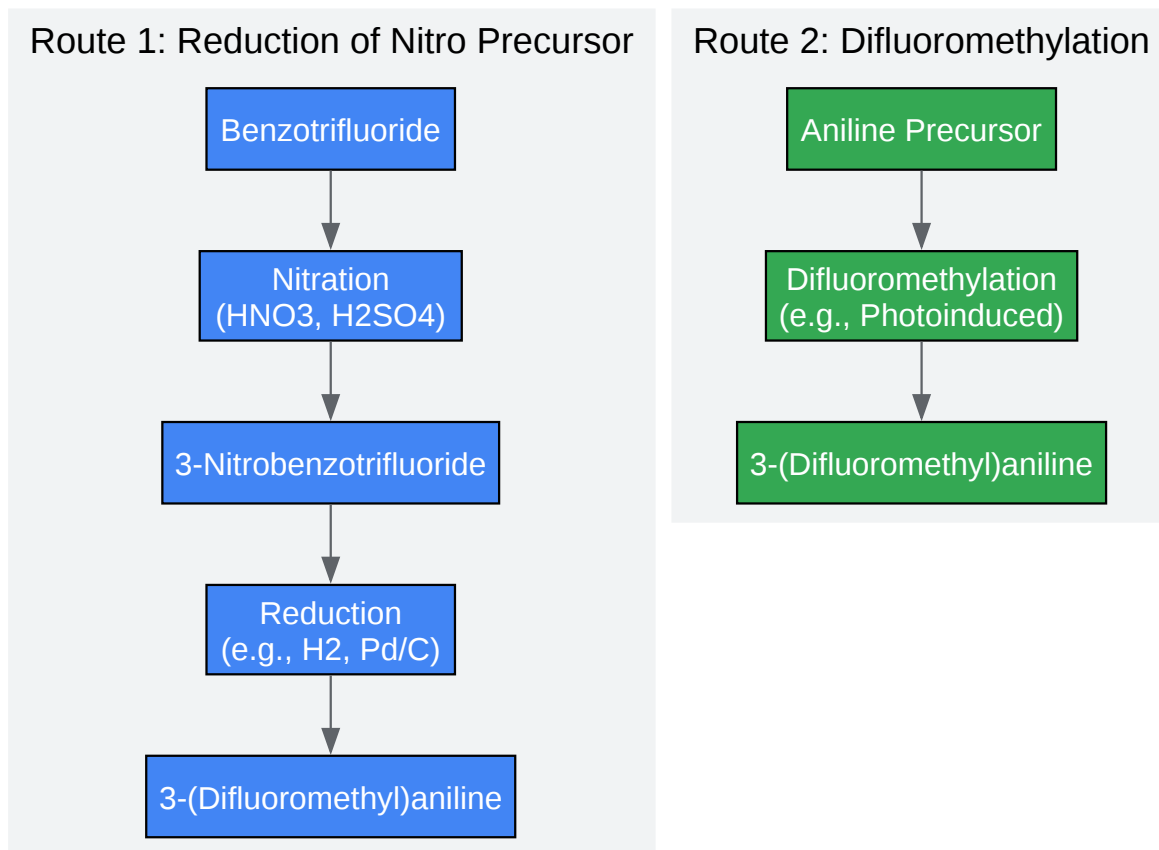 Route 1: Reduction of Nitro Precursor
Benzotrifluoride
Nitration
(HNO3, H2SO4)
3-Nitrobenzotrifluoride
Reduction
(e.g., H2, Pd/C)
3-(Difluoromethyl)aniline
Route 2: Difluoromethylation
Aniline Precursor
Difluoromethylation
(e.g., Photoinduced)
3-(Difluoromethyl)aniline